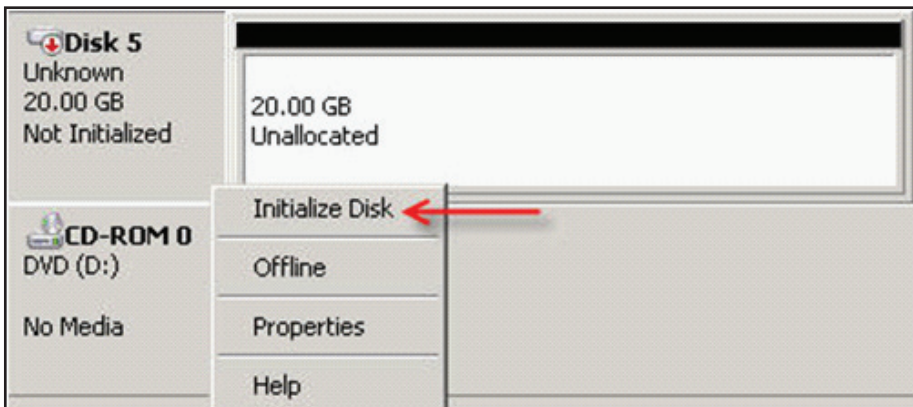 Disk 5
Unknown
20.00 GB
Not Initialized
20.00 GB
Unallocated
CD-ROM 0
DVD (D:)
No Media
Initialize Disk
Offline
Properties
Help